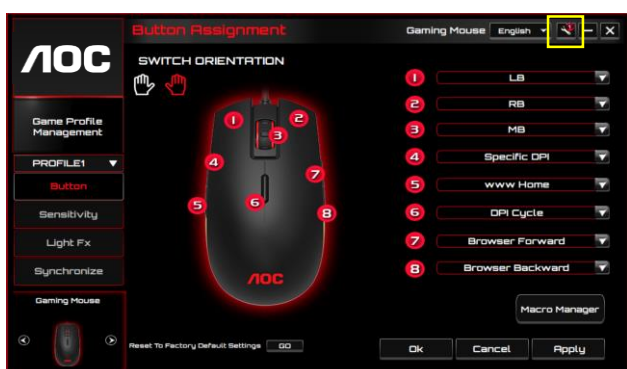 Button Assignment
Gaming Mouse English
AOC
SWITCH ORIENTATION
Game Profile
Management
PROFILE1
Button
Sensitivity
Light Fx
Synchronize
Gaming Mouse
1
2
3
4
5
6
7
8
AOC
1 LB
2 RB
3 MB
4 Specific DPI
5 www Home
6 DPI Cycle
7 Browser Forward
8 Browser Backward
Macro Manager
Reset To Factory Default Settings GO
Ok Cancel Apply